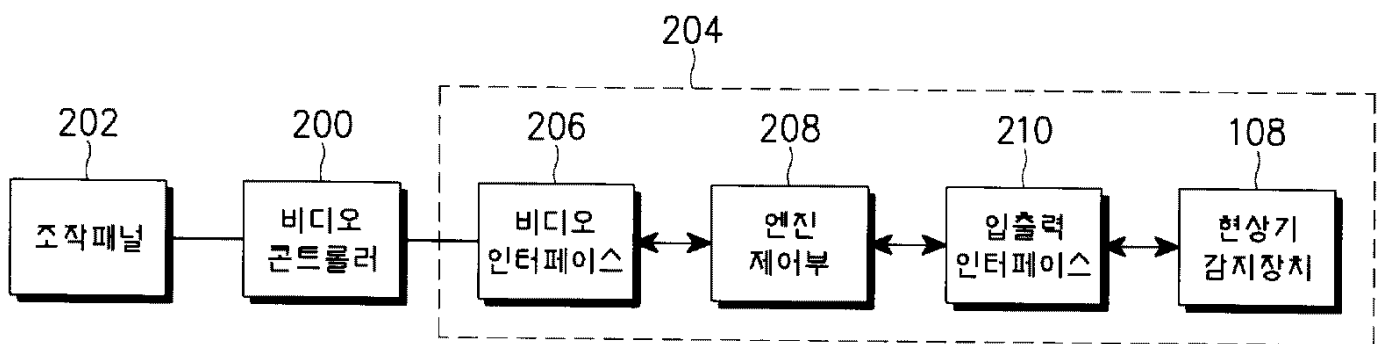 204
202
200
206
208
210
108
조작패널
비디오
콘트롤러
비디오
인터페이스
엔진
제어부
입출력
인터페이스
현상기
감지장치